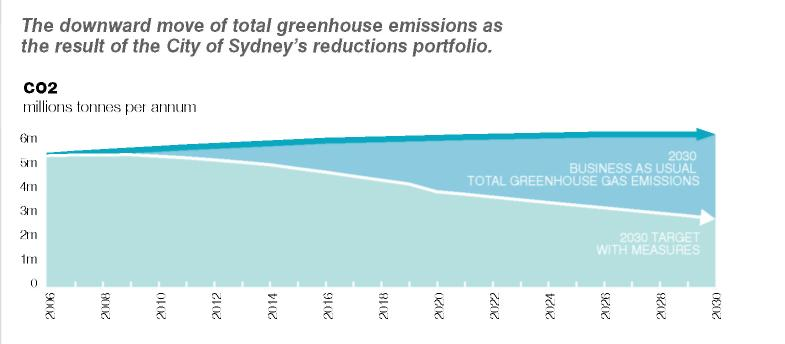 The downward move of total greenhouse emissions as
the result of the City of Sydney's reductions portfolio.
CO2
millions tonnes per annum
6m
5m
4m
3m
2m
1m
0
2030
BUSINESS AS USUAL
TOTAL GREENHOUSE GAS EMISSIONS
2030 TARGET
WITH MEASURES
2006
2008
2010
2012
2014
2016
2018
2020
2022
2024
2026
2028
2030